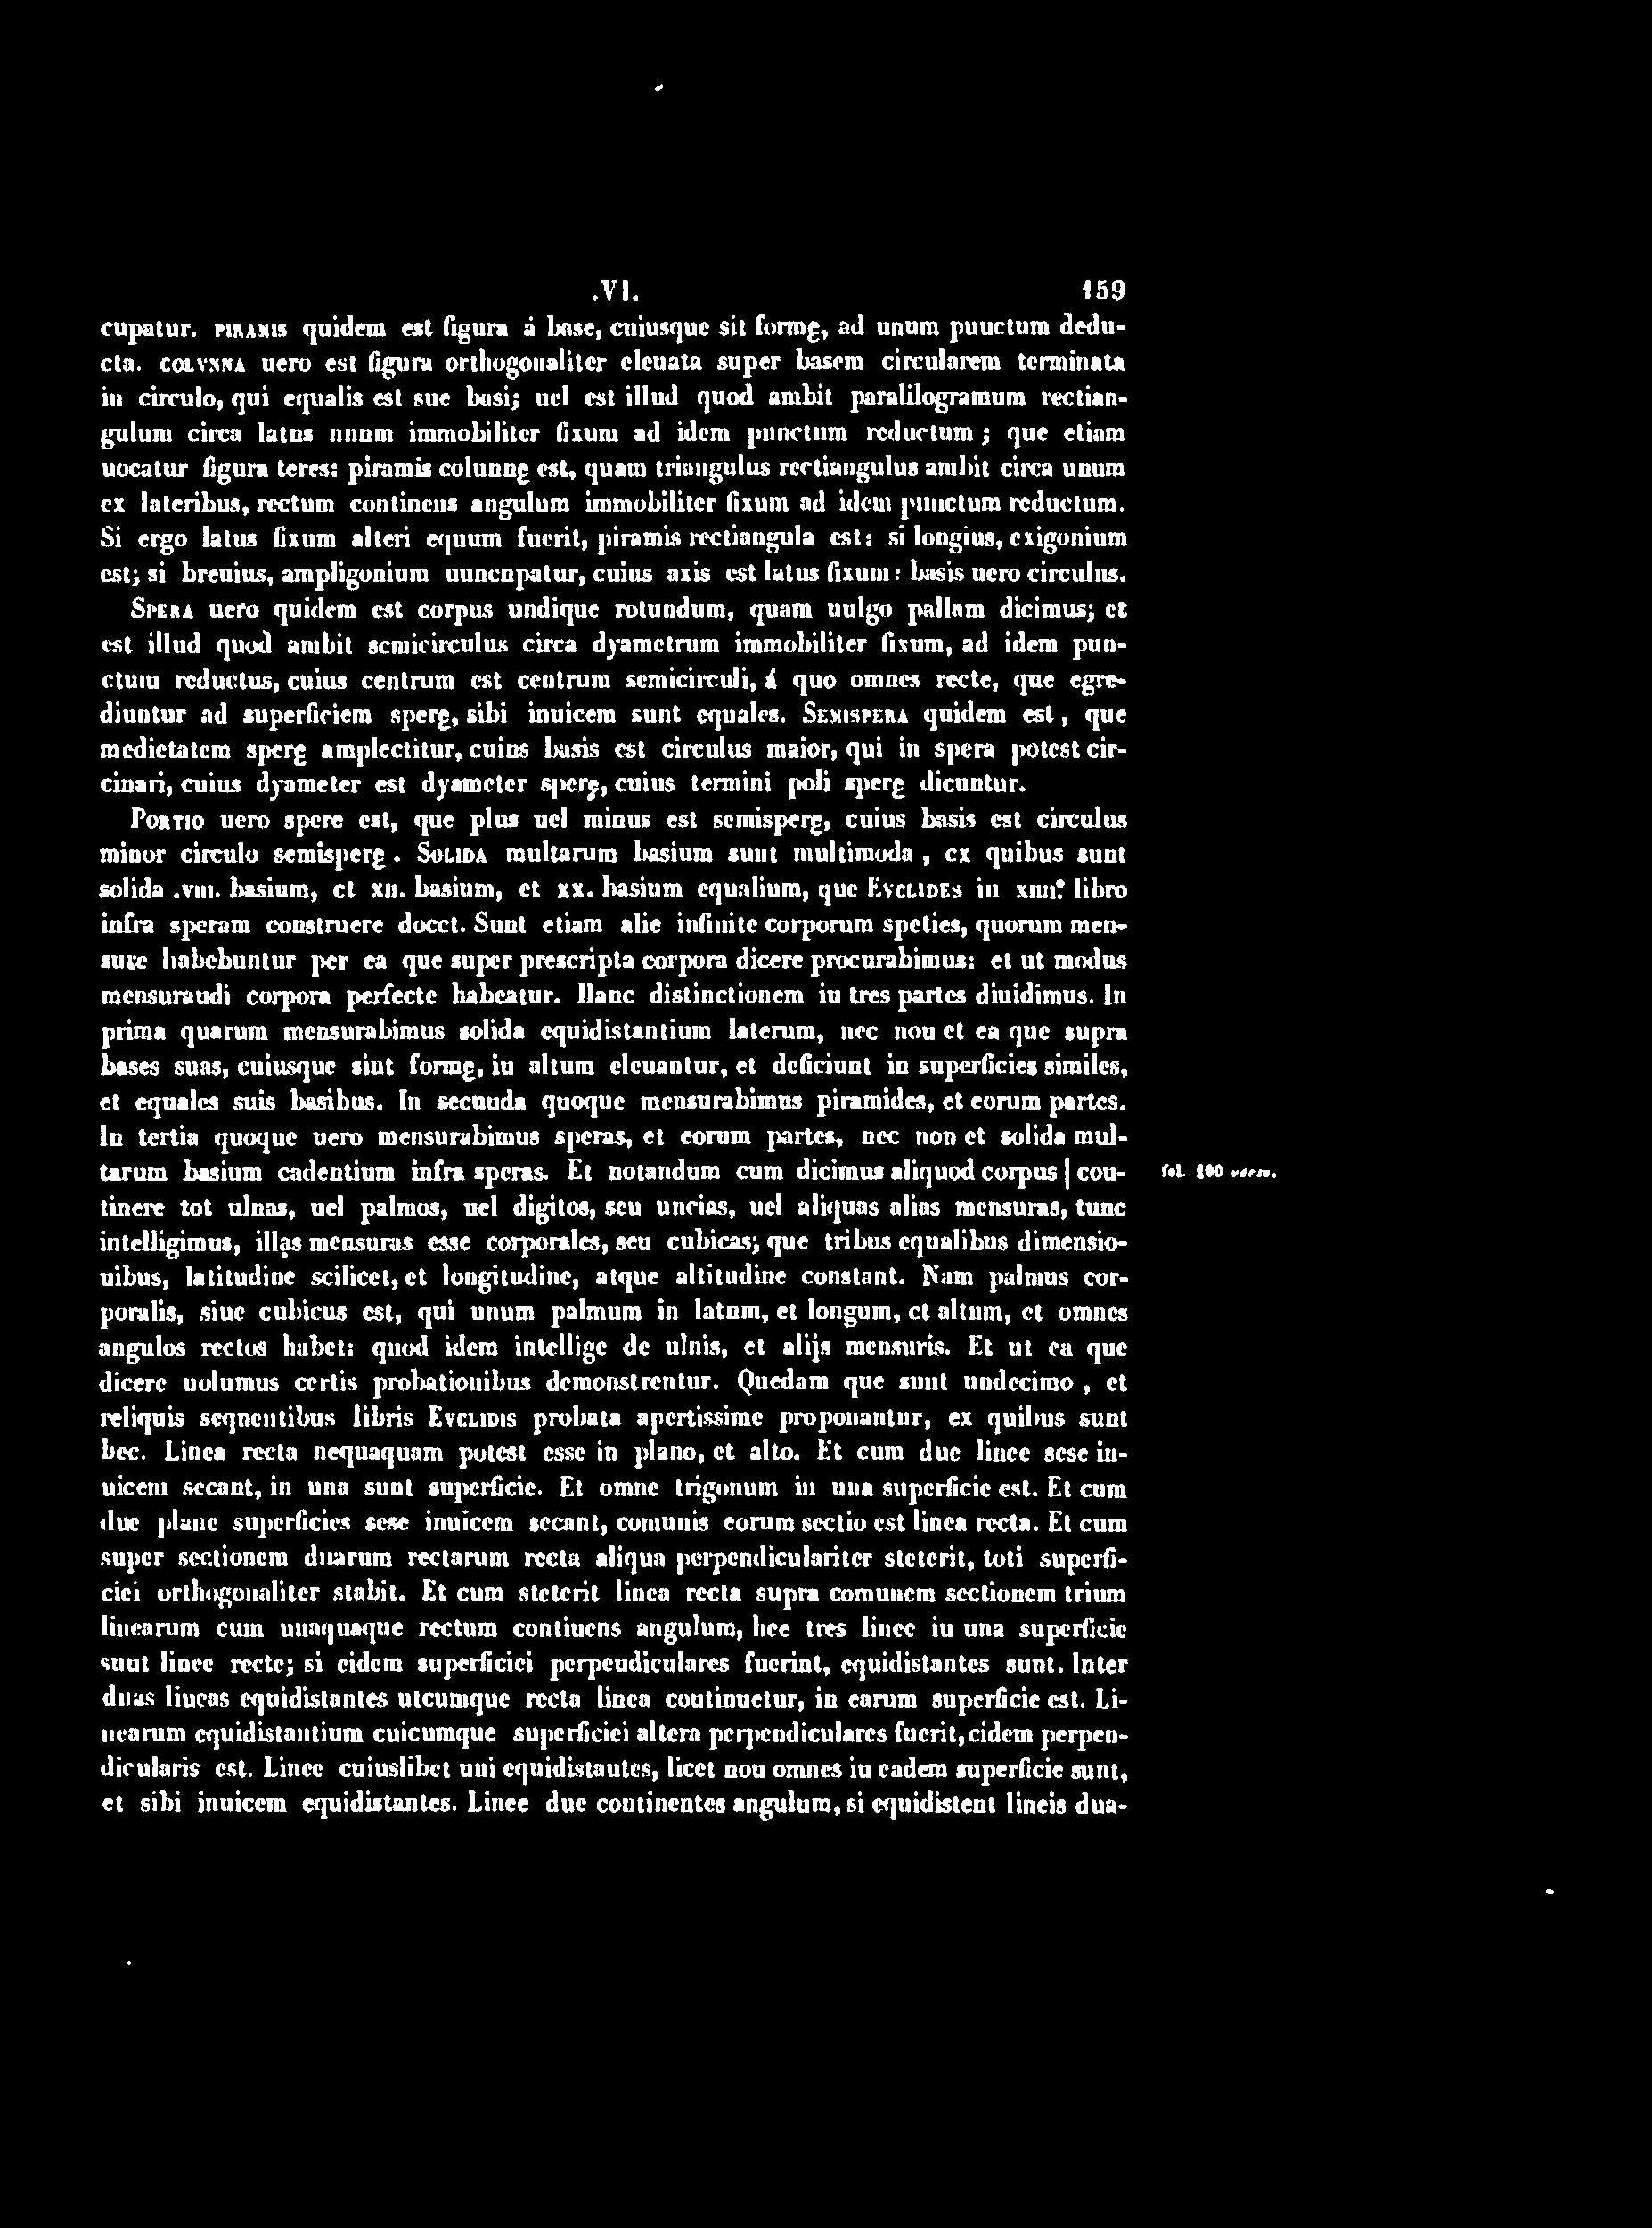 .VI. 159
cupatur. PIRAMIS quidem est figura á base, cuiusque sit formę, ad unum punctum dedu-
cta. COLVNNA uero est figura orthogonaliter eleuata super basem circularem terminata
in circulo, qui equalis est sue basi; uel est illud quod ambit paralilogramum rectian-
gulum circa latus unum immobiliter fixum ad idem punctum reductum; que etiam
uocatur figura teres: piramis colunnę est, quam triangulus rectiangulus ambit circa unum
ex lateribus, rectum continens angulum immobiliter fixum ad idem punctum reductum.
Si ergo latus fixum alteri equum fuerit, piramis rectiangula est: si longius, exigonium
est; si breuius, ampligonium nuncupatur, cuius axis est latus fixum: basis uero circulus.
SPERA uero quidem est corpus undique rotundum, quam uulgo pallam dicimus; et
est illud quod ambit semicirculus circa dyametrum immobiliter fixum, ad idem pun-
ctum reductus, cuius centrum est centrum semicirculi, á quo omnes recte, que egre-
diuntur ad superficiem sperę, sibi inuicem sunt equales. SEMISPERA quidem est, que
medietatem sperę amplectitur, cuius basis est circulus maior, qui in spera potest cir-
cinari, cuius dyameter est dyameter sperę, cuius termini poli sperę dicuntur.
PORTIO uero spere est, que plus uel minus est semisperę, cuius basis est circulus
minor circulo semisperę. SOLIDA multarum basium sunt multimoda, ex quibus sunt
solida .VIII. basium, et XII. basium, et XX. basium equalium, que EVCLIDES in XIIII.º libro
infra speram construere docet. Sunt etiam alie infinite corporum speties, quorum men-
sure habebuntur per ea que super prescripta corpora dicere procurabimus: et ut modus
mensurandi corpora perfecte habeatur. Hanc distinctionem in tres partes diuidimus. In
prima quarum mensurabimus solida equidistantium laterum, nec non et ea que supra
bases suas, cuiusque sint formę, in altum eleuantur, et deficiunt in superficies similes,
et equales suis basibus. In secunda quoque mensurabimus piramides, et eorum partes.
In tertia quoque uero mensurabimus speras, et eorum partes, nec non et solida mul-
tarum basium cadentium infra speras. Et notandum cum dicimus aliquod corpus | con- fol. 100 verso.
tinere tot ulnas, uel palmos, uel digitos, seu uncias, uel aliquas alias mensuras, tunc
intelligimus, illas mensuras esse corporales, seu cubicas; que tribus equalibus dimensio-
nibus, latitudine scilicet, et longitudine, atque altitudine constant. Nam palmus cor-
poralis, siue cubicus est, qui unum palmum in latum, et longum, et altum, et omnes
angulos rectos habet: quod idem intellige de ulnis, et alijs mensuris. Et ut ea que
dicere uolumus certis probationibus demonstrentur. Quedam que sunt undecimo, et
reliquis sequentibus libris EVCLIDIS probata apertissime proponantur, ex quibus sunt
hec. Linea recta nequaquam potest esse in plano, et alto. Et cum due linee sese in-
uicem secant, in una sunt superficie. Et omne trigonum in una superficie est. Et cum
due plane superficies sese inuicem secant, comunis eorum sectio est linea recta. Et cum
super sectionem duarum rectarum recta aliqua perpendiculariter steterit, toti superfi-
ciei orthogonaliter stabit. Et cum steterit linea recta supra comunem sectionem trium
linearum cum unaquaque rectum continens angulum, hee tres linee in una superficie
sunt linee recte; si eidem superficiei perpendiculares fuerint, equidistantes sunt. Inter
duas lineas equidistantes utcumque recta linea continuetur, in earum superficie est. Li-
nearum equidistantium cuicumque superficiei altera perpendiculares fuerit, eidem perpen-
dicularis est. Linee cuiuslibet uni equidistantes, licet non omnes in eadem superficie sunt,
et sibi inuicem equidistantes. Linee due continentes angulum, si equidistent lineis dua-